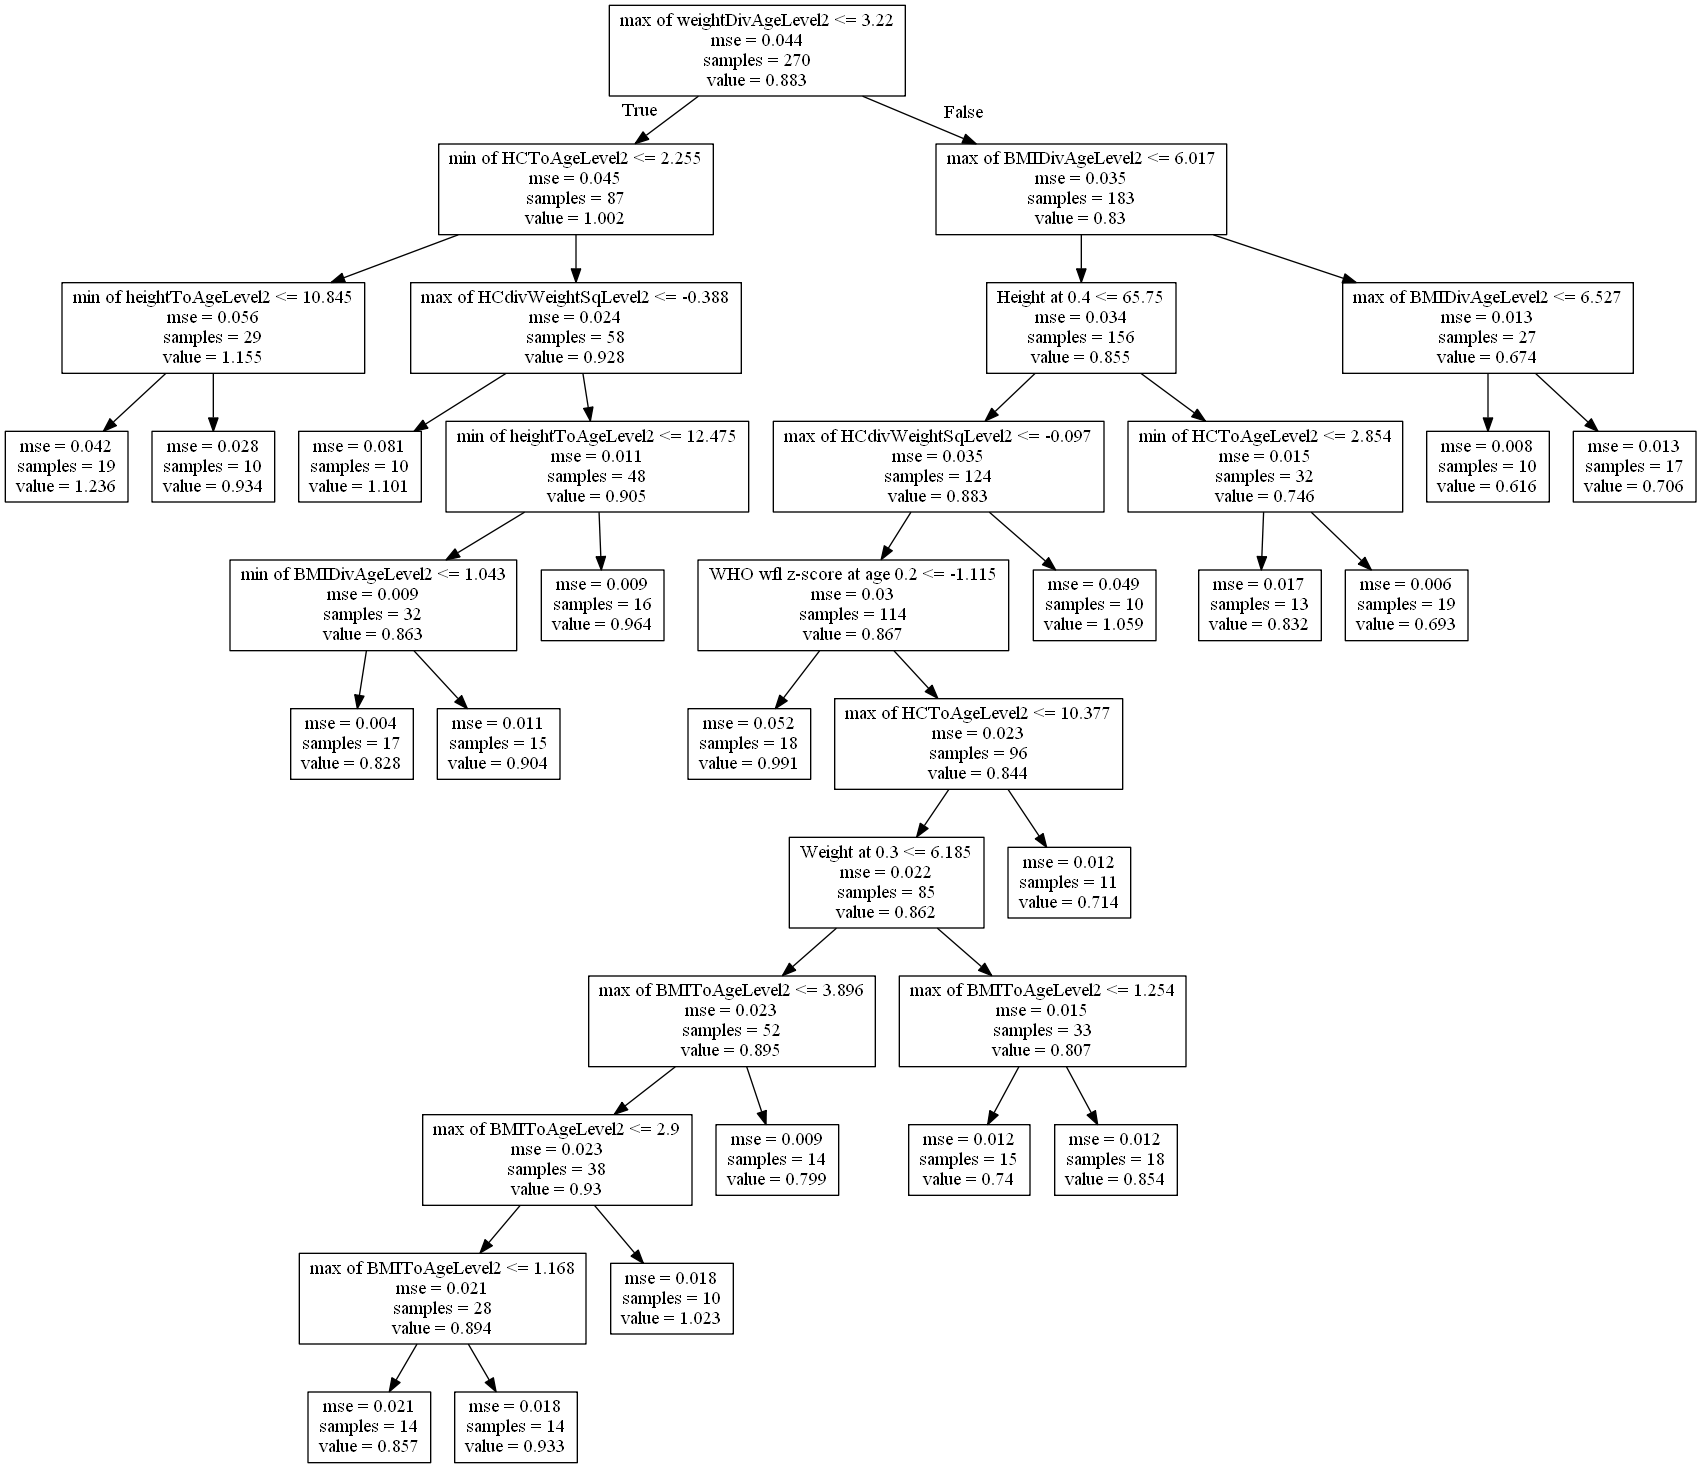 max of weightDivAgeLevel2 <= 3.22
mse = 0.044
samples = 270
value = 0.883
True
False
min of HCToAgeLevel2 <= 2.255
mse = 0.045
samples = 87
value = 1.002
max of BMIDivAgeLevel2 <= 6.017
mse = 0.035
samples = 183
value = 0.83
min of heightToAgeLevel2 <= 10.845
mse = 0.056
samples = 29
value = 1.155
max of HCdivWeightSqLevel2 <= -0.388
mse = 0.024
samples = 58
value = 0.928
Height at 0.4 <= 65.75
mse = 0.034
samples = 156
value = 0.855
max of BMIDivAgeLevel2 <= 6.527
mse = 0.013
samples = 27
value = 0.674
mse = 0.042
samples = 19
value = 1.236
mse = 0.028
samples = 10
value = 0.934
mse = 0.081
samples = 10
value = 1.101
min of heightToAgeLevel2 <= 12.475
mse = 0.011
samples = 48
value = 0.905
max of HCdivWeightSqLevel2 <= -0.097
mse = 0.035
samples = 124
value = 0.883
min of HCToAgeLevel2 <= 2.854
mse = 0.015
samples = 32
value = 0.746
mse = 0.008
samples = 10
value = 0.616
mse = 0.013
samples = 17
value = 0.706
min of BMIDivAgeLevel2 <= 1.043
mse = 0.009
samples = 32
value = 0.863
mse = 0.009
samples = 16
value = 0.964
WHO wfl z-score at age 0.2 <= -1.115
mse = 0.03
samples = 114
value = 0.867
mse = 0.049
samples = 10
value = 1.059
mse = 0.017
samples = 13
value = 0.832
mse = 0.006
samples = 19
value = 0.693
mse = 0.004
samples = 17
value = 0.828
mse = 0.011
samples = 15
value = 0.904
mse = 0.052
samples = 18
value = 0.991
max of HCToAgeLevel2 <= 10.377
mse = 0.023
samples = 96
value = 0.844
Weight at 0.3 <= 6.185
mse = 0.022
samples = 85
value = 0.862
mse = 0.012
samples = 11
value = 0.714
max of BMIToAgeLevel2 <= 3.896
mse = 0.023
samples = 52
value = 0.895
max of BMIToAgeLevel2 <= 1.254
mse = 0.015
samples = 33
value = 0.807
max of BMIToAgeLevel2 <= 2.9
mse = 0.023
samples = 38
value = 0.93
mse = 0.009
samples = 14
value = 0.799
mse = 0.012
samples = 15
value = 0.74
mse = 0.012
samples = 18
value = 0.854
max of BMIToAgeLevel2 <= 1.168
mse = 0.021
samples = 28
value = 0.894
mse = 0.018
samples = 10
value = 1.023
mse = 0.021
samples = 14
value = 0.857
mse = 0.018
samples = 14
value = 0.933